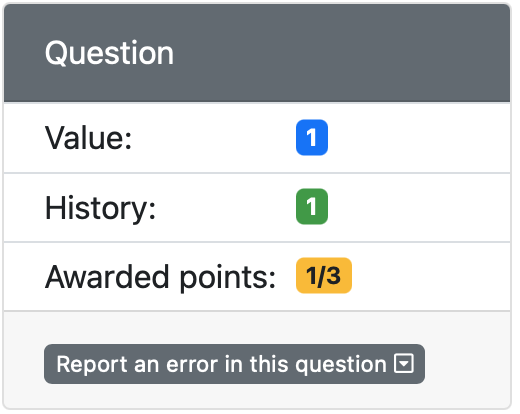 Question
Value: 1
History: 1
Awarded points: 1/3
Report an error in this question